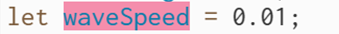 let waveSpeed = 0.01;